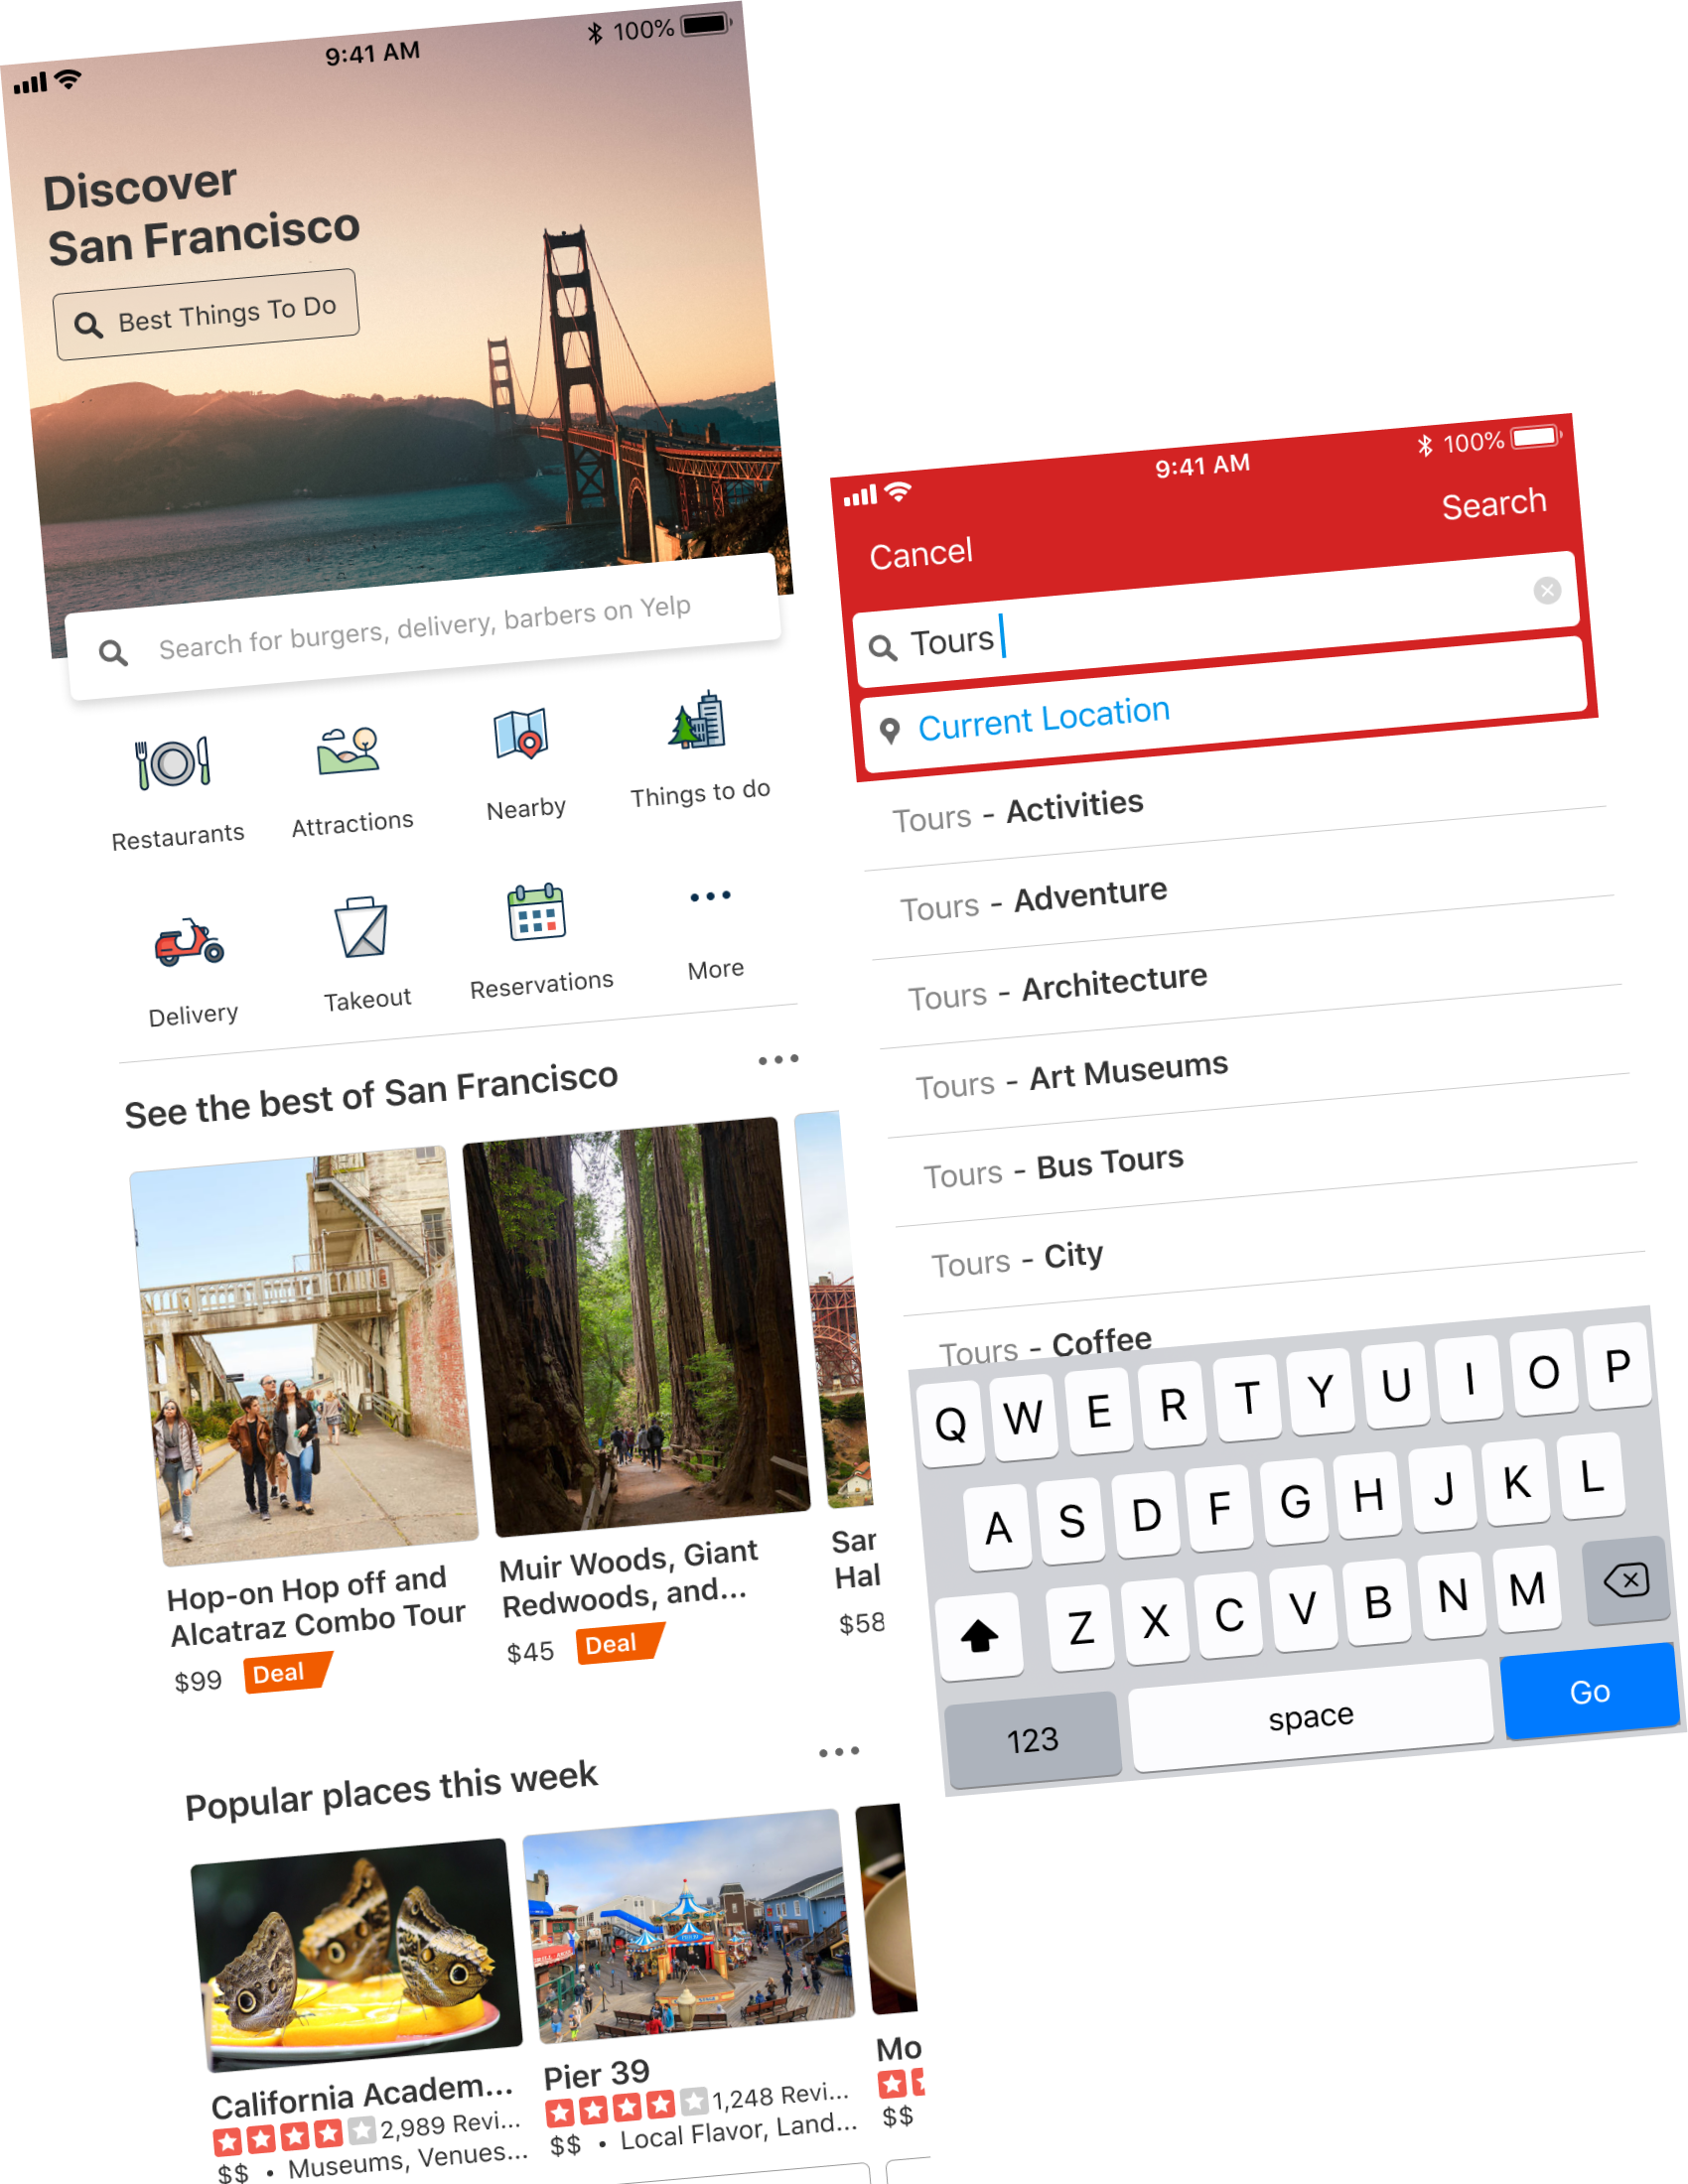 9:41 AM
100%
Discover
San Francisco
Best Things To Do
Search for burgers, delivery, barbers on Yelp
Restaurants
Attractions
Nearby
Things to do
Delivery
Takeout
Reservations
More
See the best of San Francisco
Hop-on Hop off and
Alcatraz Combo Tour
$99 Deal
Muir Woods, Giant
Redwoods, and...
$45 Deal
Sar
Hal
$58
Popular places this week
California Academ...
2,989 Revi...
$$ • Museums, Venues...
Pier 39
1,248 Revi...
$$ • Local Flavor, Land...
Mo
$$
9:41 AM
100%
Cancel
Search
Tours
Current Location
Tours - Activities
Tours - Adventure
Tours - Architecture
Tours - Art Museums
Tours - Bus Tours
Tours - City
Tours - Coffee
Q W E R T Y U I O P
A S D F G H J K L
Z X C V B N M
123 space Go